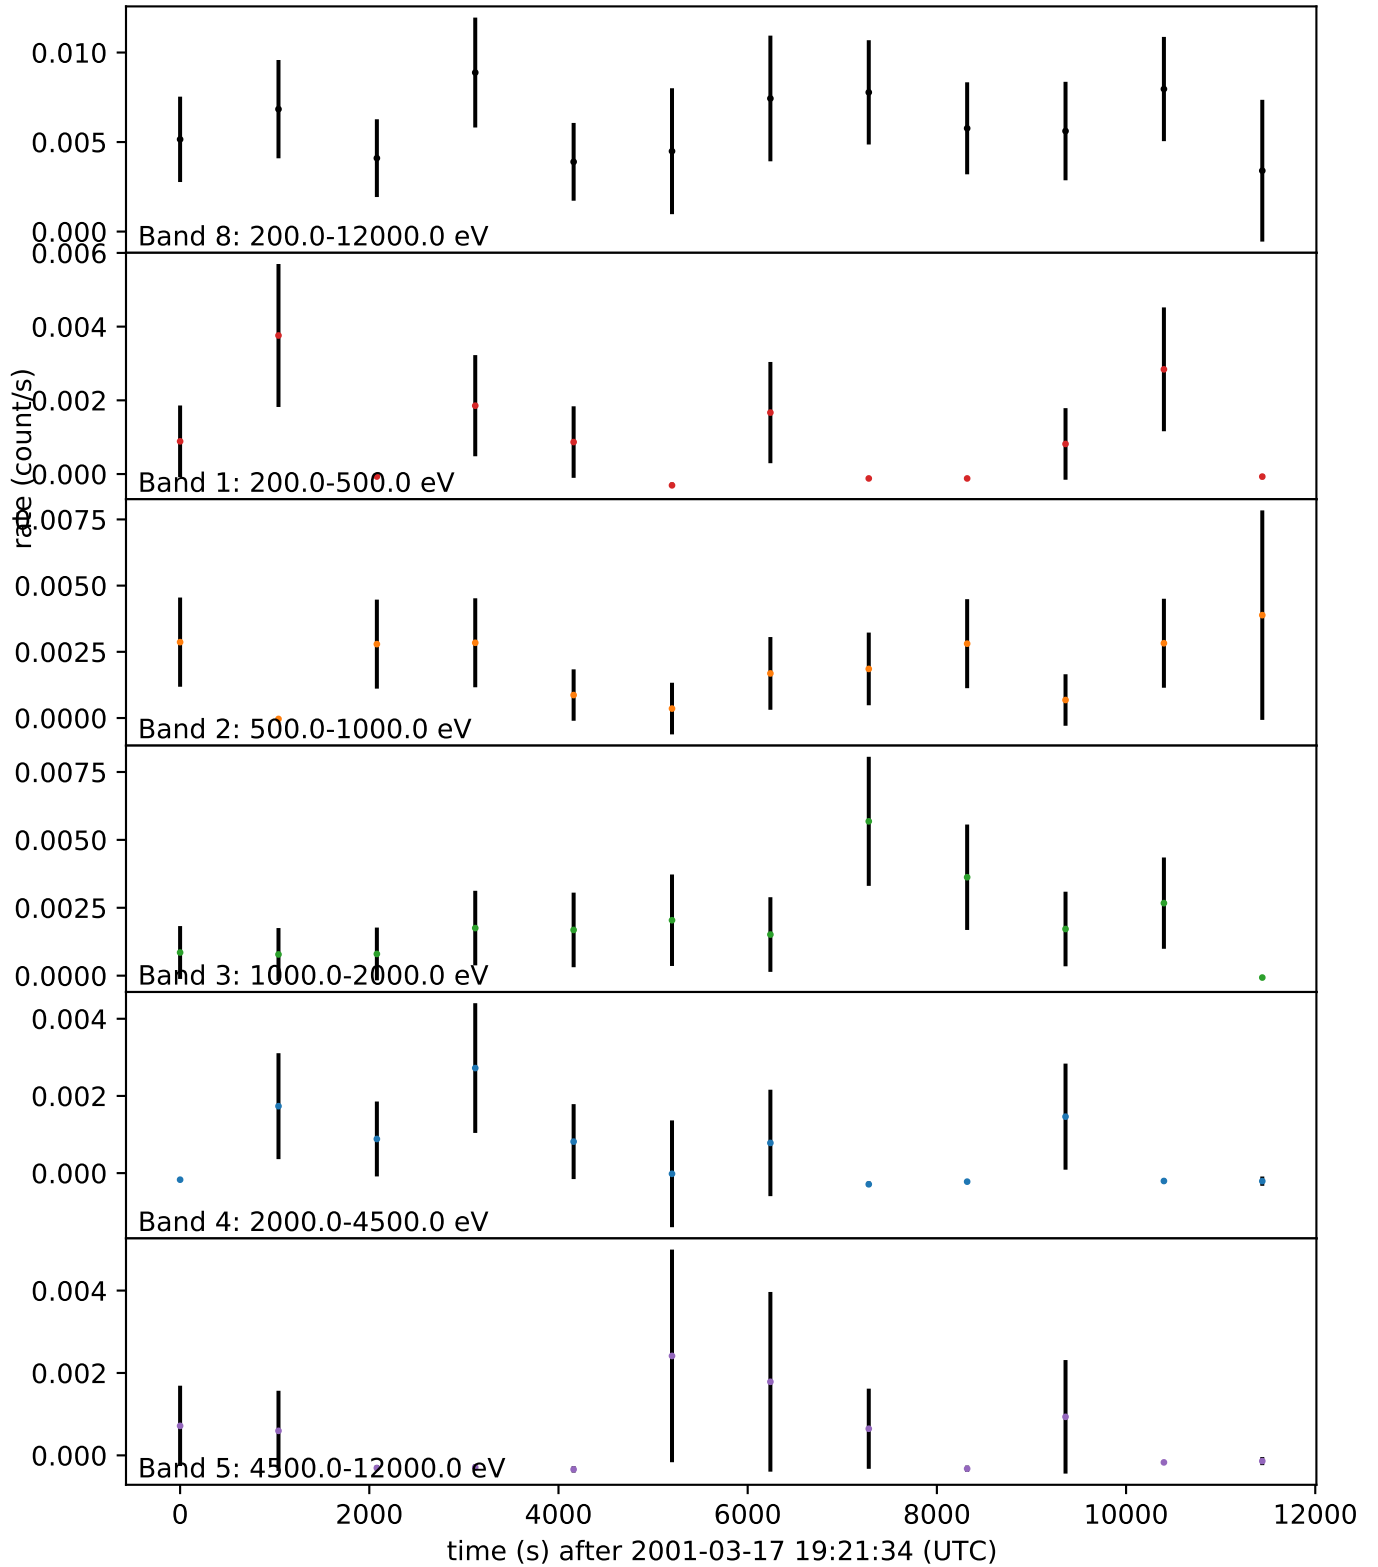 0.010
0.005
0.000
Band 8: 200.0-12000.0 eV
0.006
0.004
0.002
0.000
Band 1: 200.0-500.0 eV
rate (count/s)
0.0075
0.0050
0.0025
0.0000
Band 2: 500.0-1000.0 eV
0.0075
0.0050
0.0025
0.0000
Band 3: 1000.0-2000.0 eV
0.004
0.002
0.000
Band 4: 2000.0-4500.0 eV
0.004
0.002
0.000
Band 5: 4500.0-12000.0 eV
0 2000 4000 6000 8000 10000 12000
time (s) after 2001-03-17 19:21:34 (UTC)